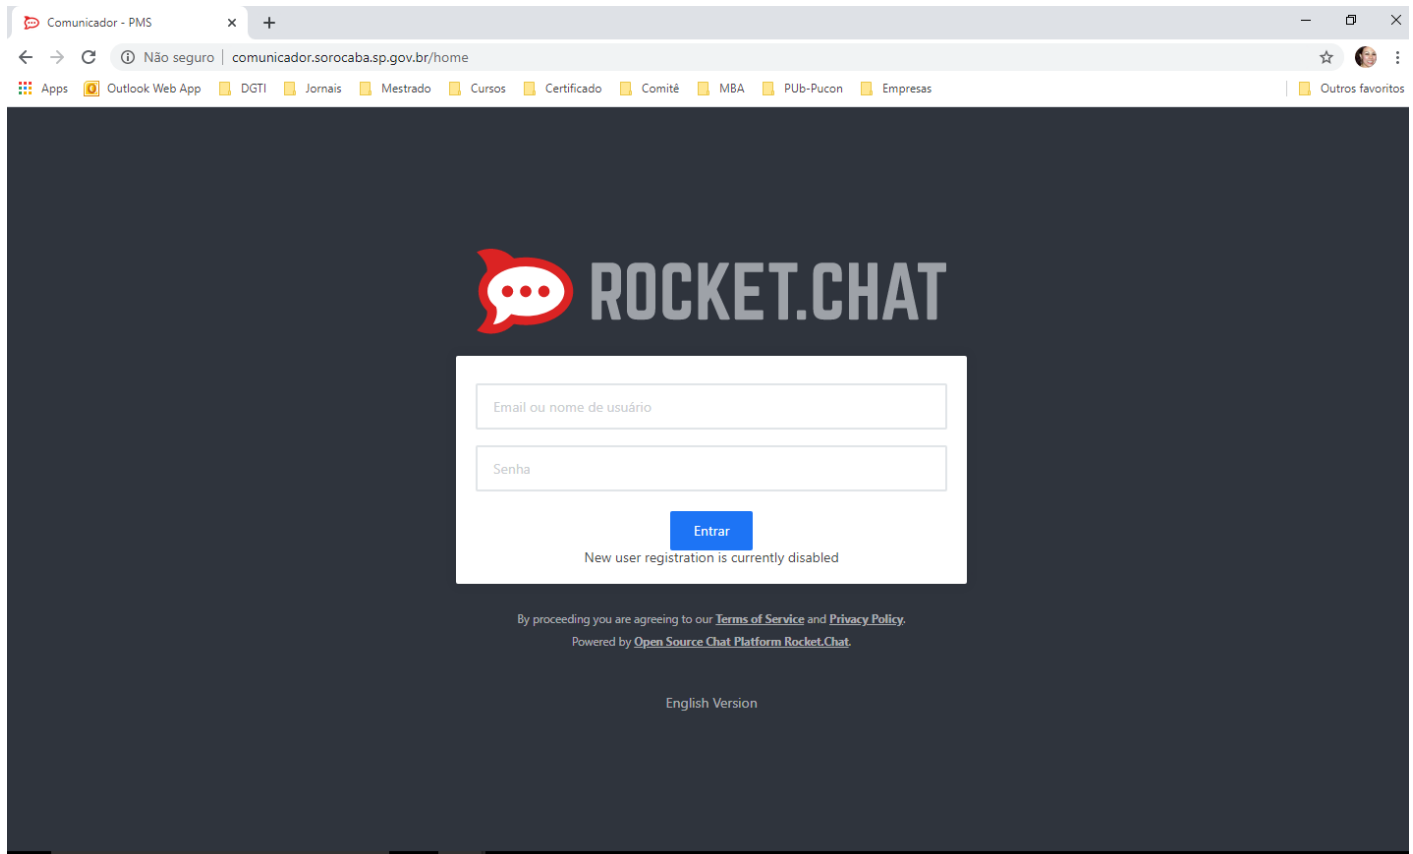 Comunicador - PMS
Não seguro | comunicador.sorocaba.sp.gov.br/home
Apps Outlook Web App DGTI Jornais Mestrado Cursos Certificado Comitê MBA PUb-Pucon Empresas Outros favoritos
ROCKET.CHAT
Email ou nome de usuário
Senha
Entrar
New user registration is currently disabled
By proceeding you are agreeing to our Terms of Service and Privacy Policy.
Powered by Open Source Chat Platform Rocket.Chat.
English Version